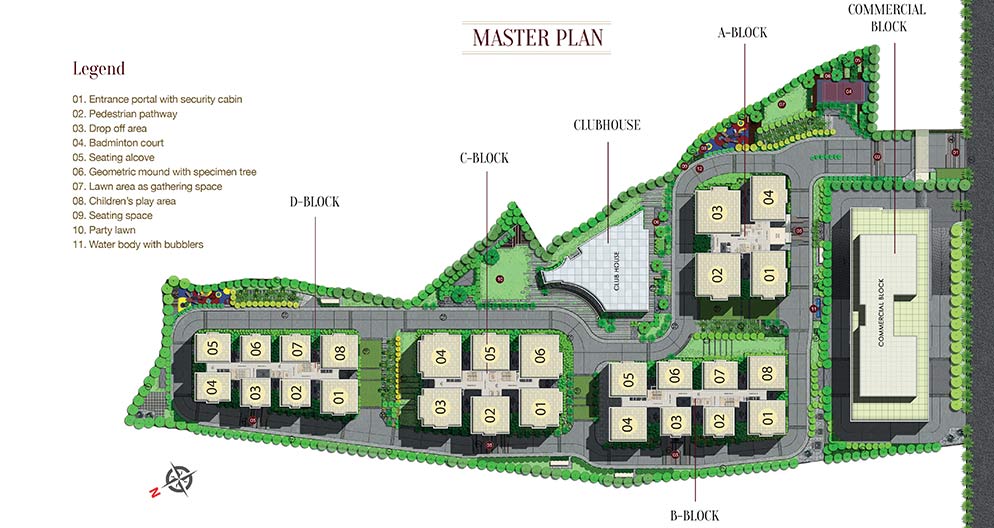 MASTER PLAN
COMMERCIAL
BLOCK
A-BLOCK
Legend
01. Entrance portal with security cabin
02. Pedestrian pathway
03. Drop off area
04. Badminton court
05. Seating alcove
06. Geometric mound with specimen tree
07. Lawn area as gathering space
08. Children's play area
09. Seating space
10. Party lawn
11. Water body with bubblers
CLUBHOUSE
C-BLOCK
D-BLOCK
03 04
02 01
CLUB HOUSE
COMMERCIAL BLOCK
05 06 07 08
04 03 02 01
04 05 06
03 02 01
05 06 07 08
04 03 02 01
N
B-BLOCK